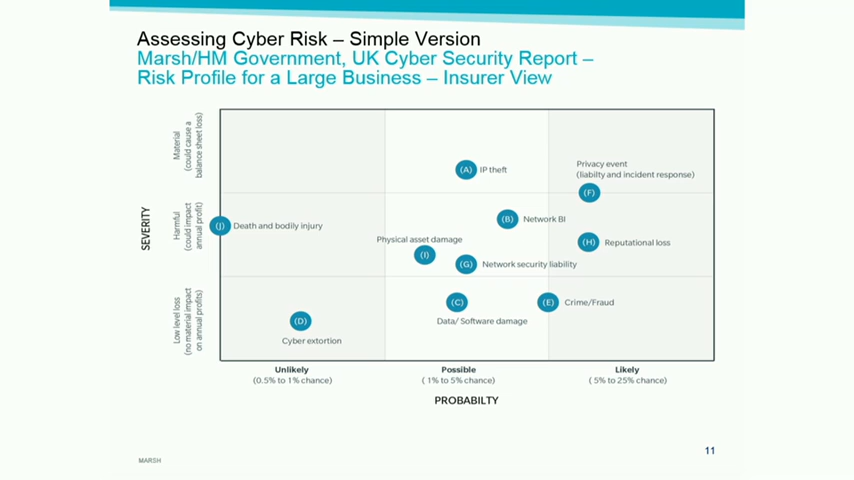 Assessing Cyber Risk – Simple Version
Marsh/HM Government, UK Cyber Security Report –
Risk Profile for a Large Business – Insurer View
SEVERITY
Material
(could cause a
balance sheet loss)
Harmful
(could impact
annual profit)
Low level loss
(no material impact
on annual profits)
(A) IP theft
Privacy event
(liabilty and incident response)
(F)
(J) Death and bodily injury
(B) Network BI
Physical asset damage
(I)
(H) Reputational loss
(G) Network security liability
(C)
Data/ Software damage
(E) Crime/Fraud
(D)
Cyber extortion
Unlikely
(0.5% to 1% chance)
Possible
( 1% to 5% chance)
Likely
( 5% to 25% chance)
PROBABILTY
MARSH
11